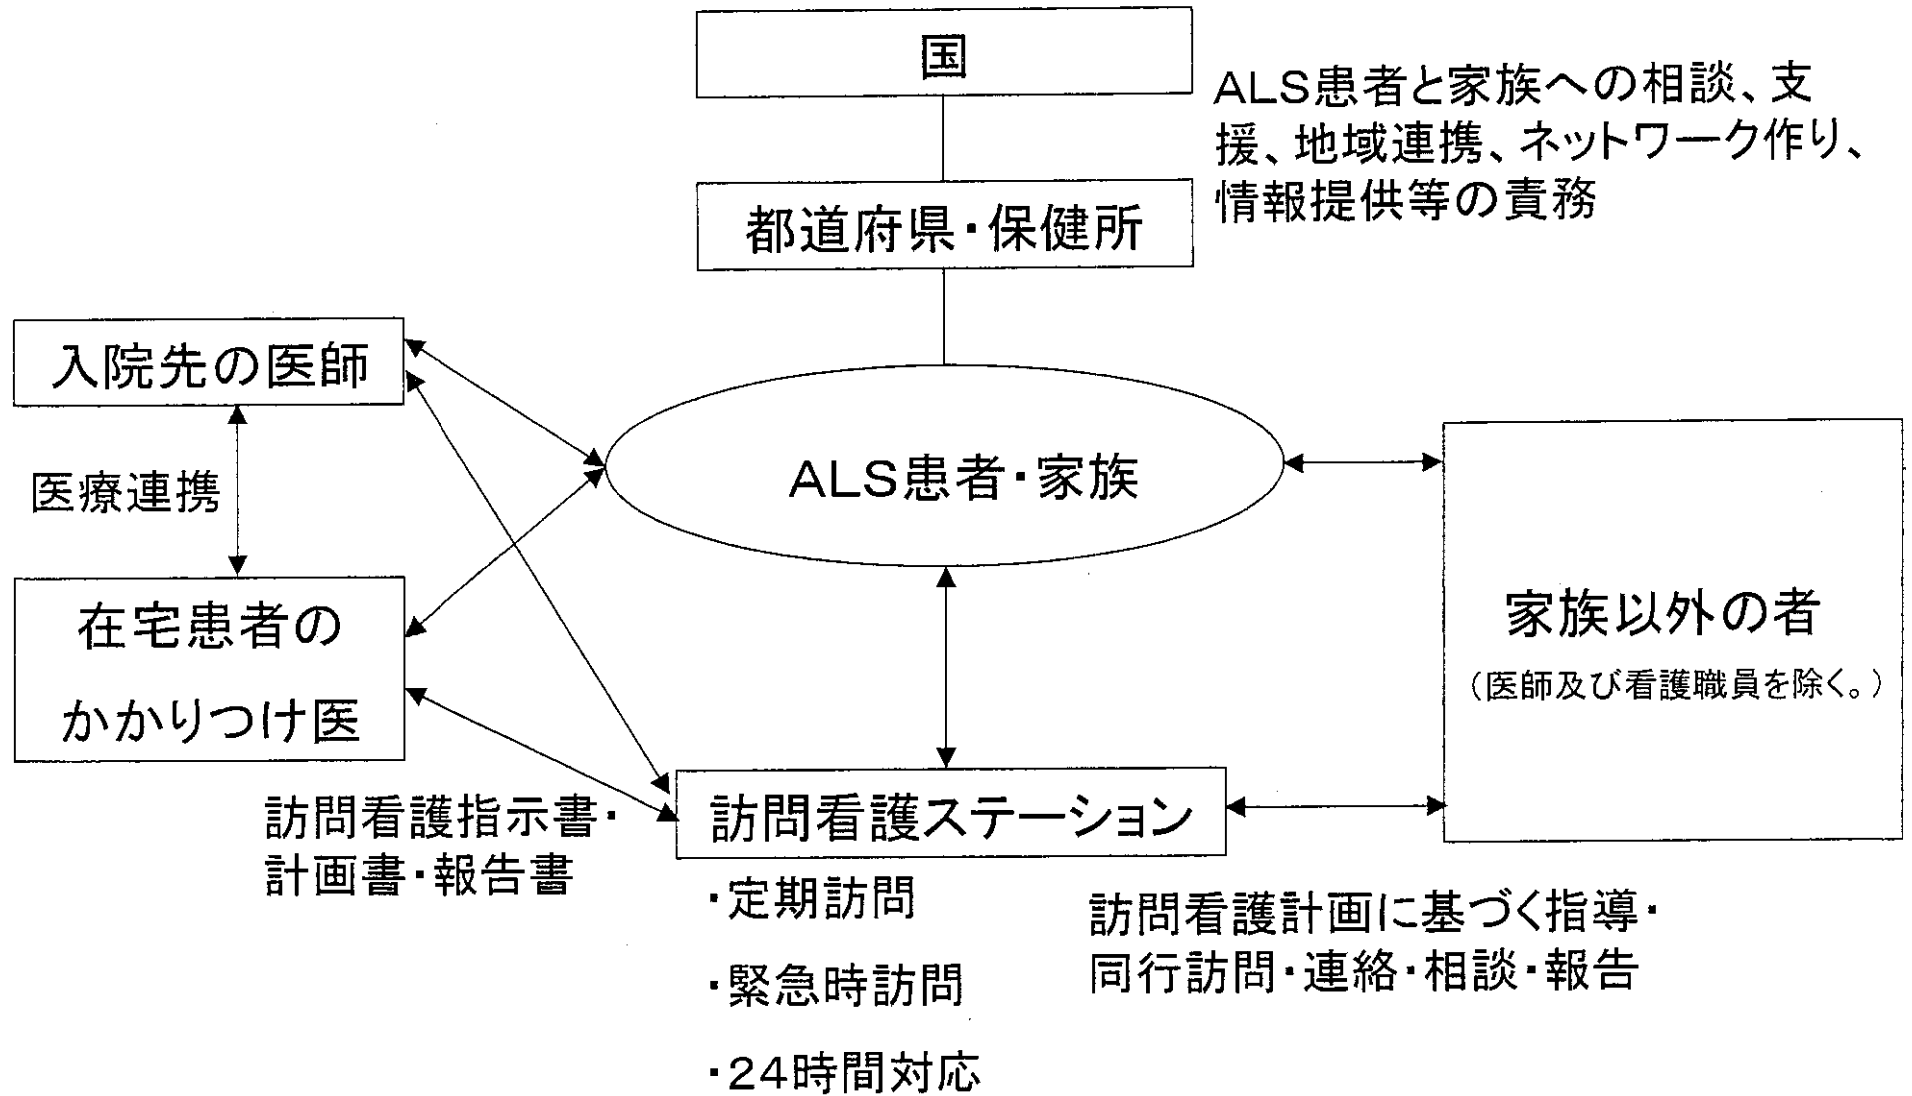 国
ALS患者と家族への相談、支
援、地域連携、ネットワーク作り、
情報提供等の責務
都道府県・保健所
入院先の医師
医療連携
ALS患者・家族
在宅患者の
かかりつけ医
家族以外の者
（医師及び看護職員を除く。）
訪問看護指示書・
計画書・報告書
訪問看護ステーション
・定期訪問
・緊急時訪問
・24時間対応
訪問看護計画に基づく指導・
同行訪問・連絡・相談・報告